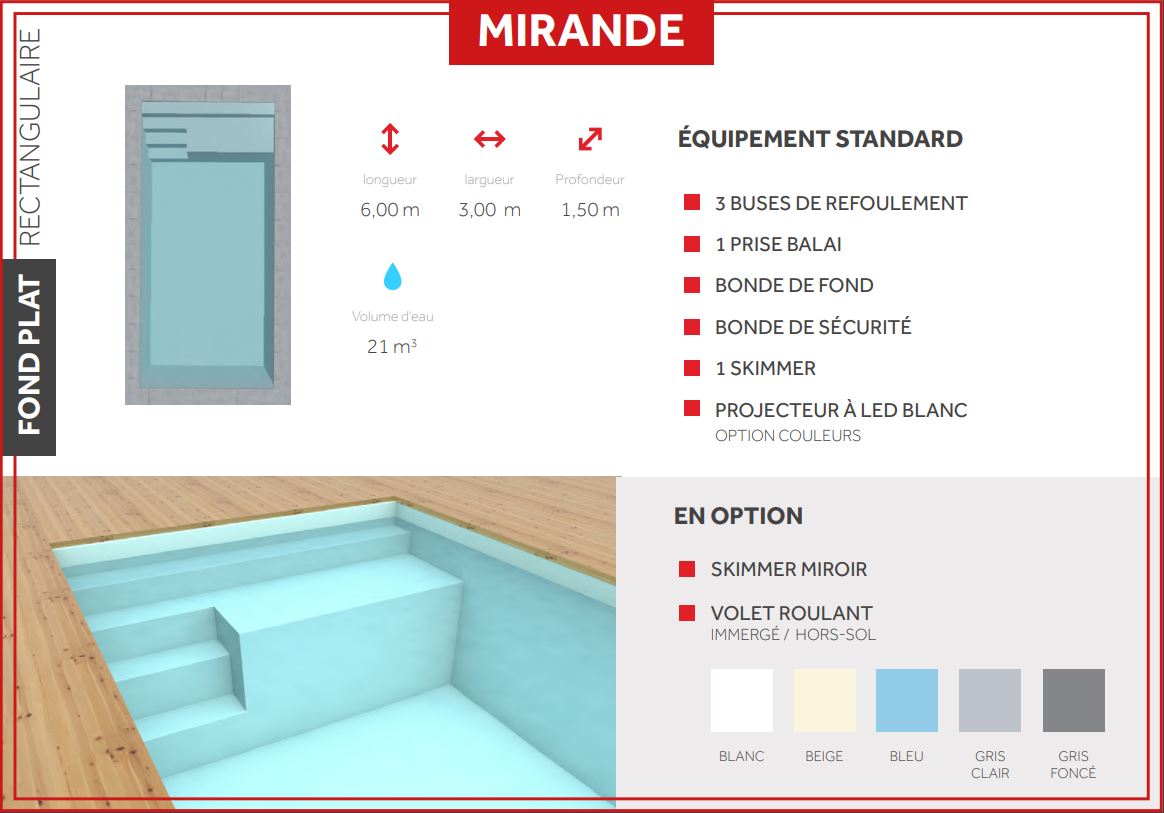 MIRANDE
RECTANGULAIRE
FOND PLAT
longueur
6,00 m
largueur
3,00 m
Profondeur
1,50 m
Volume d'eau
21 m³
ÉQUIPEMENT STANDARD
3 BUSES DE REFOULEMENT
1 PRISE BALAI
BONDE DE FOND
BONDE DE SÉCURITÉ
1 SKIMMER
PROJECTEUR À LED BLANC
OPTION COULEURS
EN OPTION
SKIMMER MIROIR
VOLET ROULANT
IMMERGÉ / HORS-SOL
BLANC
BEIGE
BLEU
GRIS
CLAIR
GRIS
FONCÉ